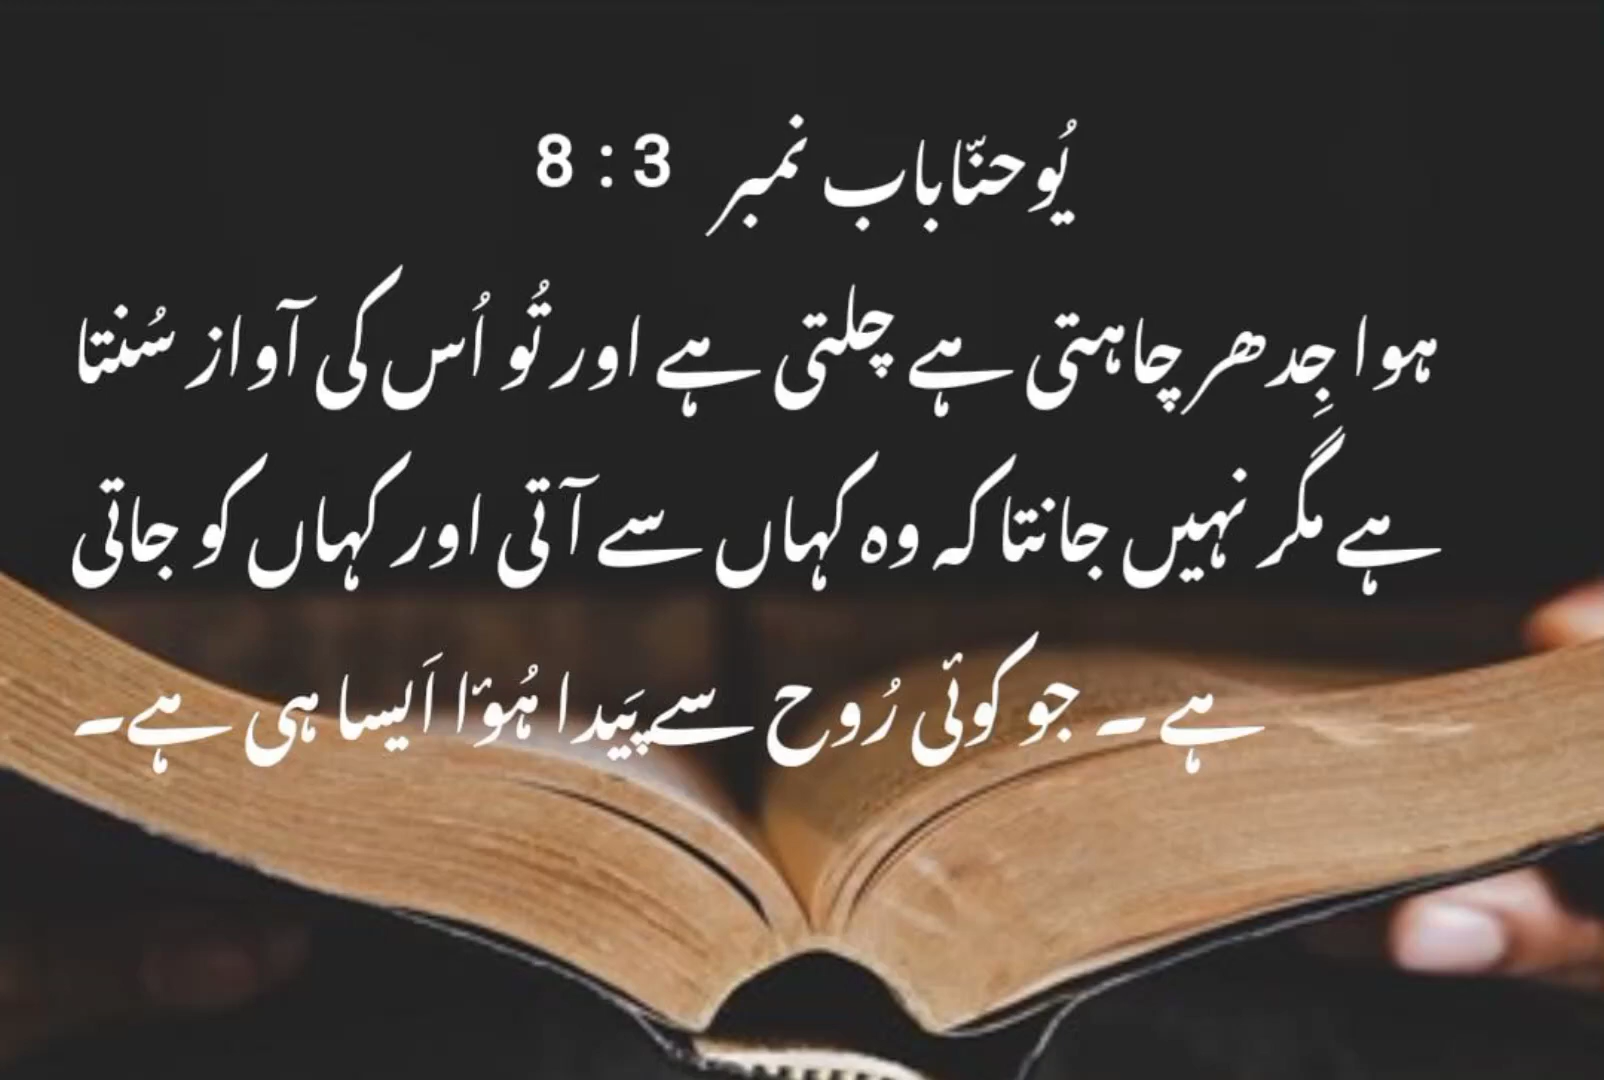 یُوحنّا باب نمبر 3 : 8
ہوا جِدھر چاہتی ہے چلتی ہے اور تُو اُس کی آواز سُنتا
ہے مگر نہیں جانتا کہ وہ کہاں سے آتی اور کہاں کو جاتی
ہے ۔ جو کوئی رُوح سے پَیدا ہُوٴا اَیسا ہی ہے۔